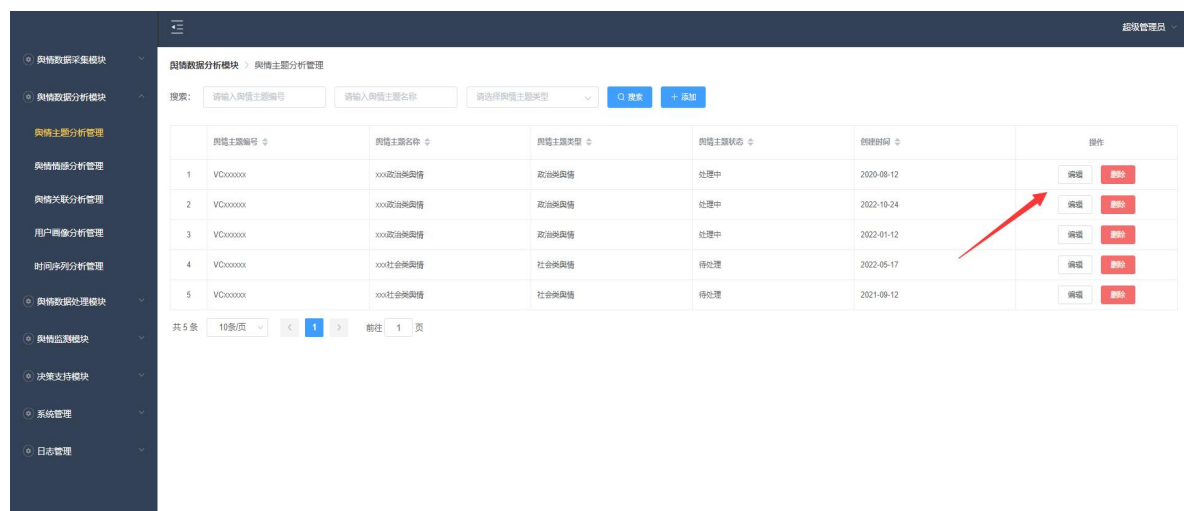 超级管理员
舆情数据采集模块
舆情数据分析模块
舆情主题分析管理
舆情情感分析管理
舆情关联分析管理
用户画像分析管理
时间序列分析管理
舆情数据处理模块
舆情监测模块
决策支持模块
系统管理
日志管理
舆情数据分析模块 > 舆情主题分析管理
搜索： 请输入舆情主题编号 请输入舆情主题名称 请选择舆情主题类型 搜索 + 添加
舆情主题编号 舆情主题名称 舆情主题类型 舆情主题状态 创建时间 操作
1 VCxxxxxx xxx政治类舆情 政治类舆情 处理中 2020-08-12 编辑 删除
2 VCxxxxxx xxx政治类舆情 政治类舆情 处理中 2022-10-24 编辑 删除
3 VCxxxxxx xxx政治类舆情 政治类舆情 处理中 2022-01-12 编辑 删除
4 VCxxxxxx xxx社会类舆情 社会类舆情 待处理 2022-05-17 编辑 删除
5 VCxxxxxx xxx社会类舆情 社会类舆情 待处理 2021-09-12 编辑 删除
共 5 条 10条/页 < 1 > 前往 1 页